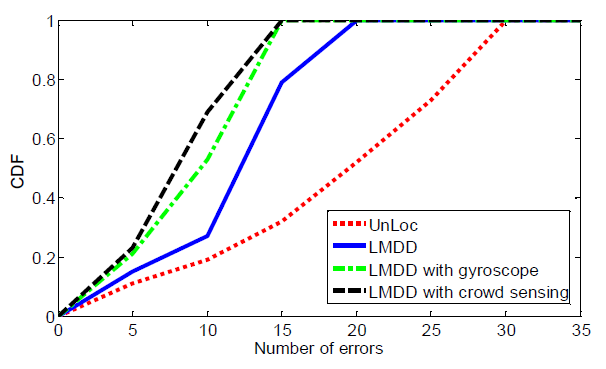 1
0.8
0.6
0.4
0.2
0
CDF
UnLoc
LMDD
LMDD with gyroscope
LMDD with crowd sensing
0 5 10 15 20 25 30 35
Number of errors